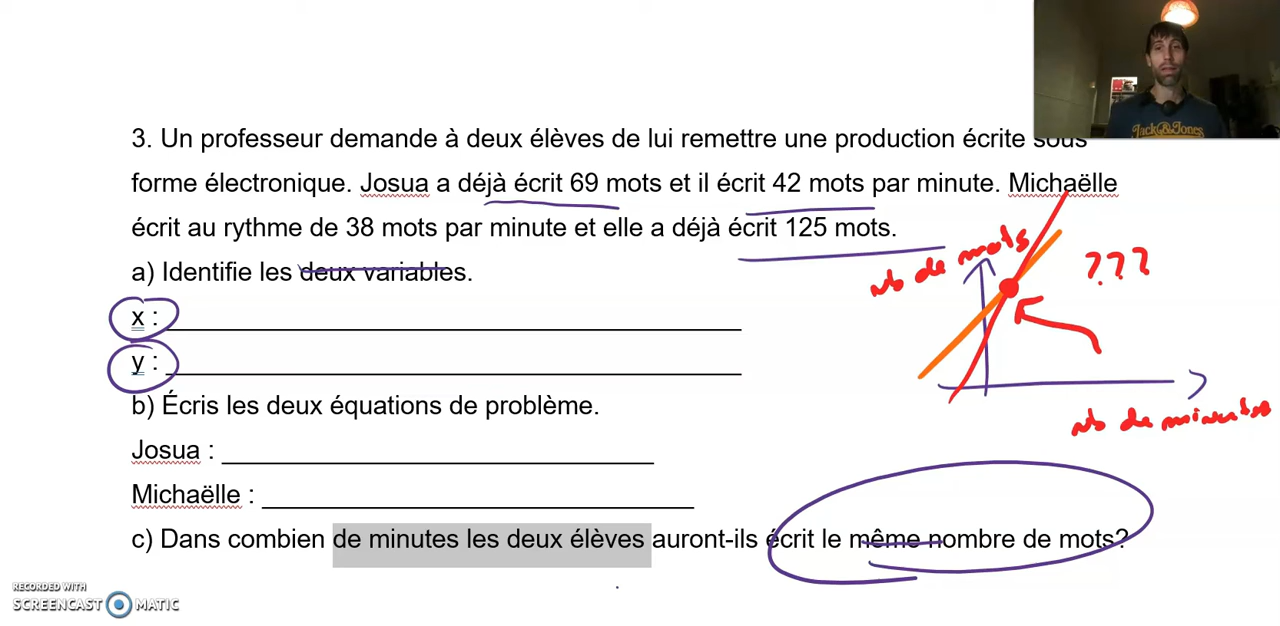 3. Un professeur demande à deux élèves de lui remettre une production écrite sous
forme électronique. Josua a déjà écrit 69 mots et il écrit 42 mots par minute. Michaëlle
écrit au rythme de 38 mots par minute et elle a déjà écrit 125 mots.
a) Identifie les deux variables.
x :
y :
b) Écris les deux équations de problème.
Josua :
Michaëlle :
c) Dans combien de minutes les deux élèves auront-ils écrit le même nombre de mots?
nb de mots
???
nb de minutes
Jack & Jones
RECORDED WITH
SCREENCAST MATIC